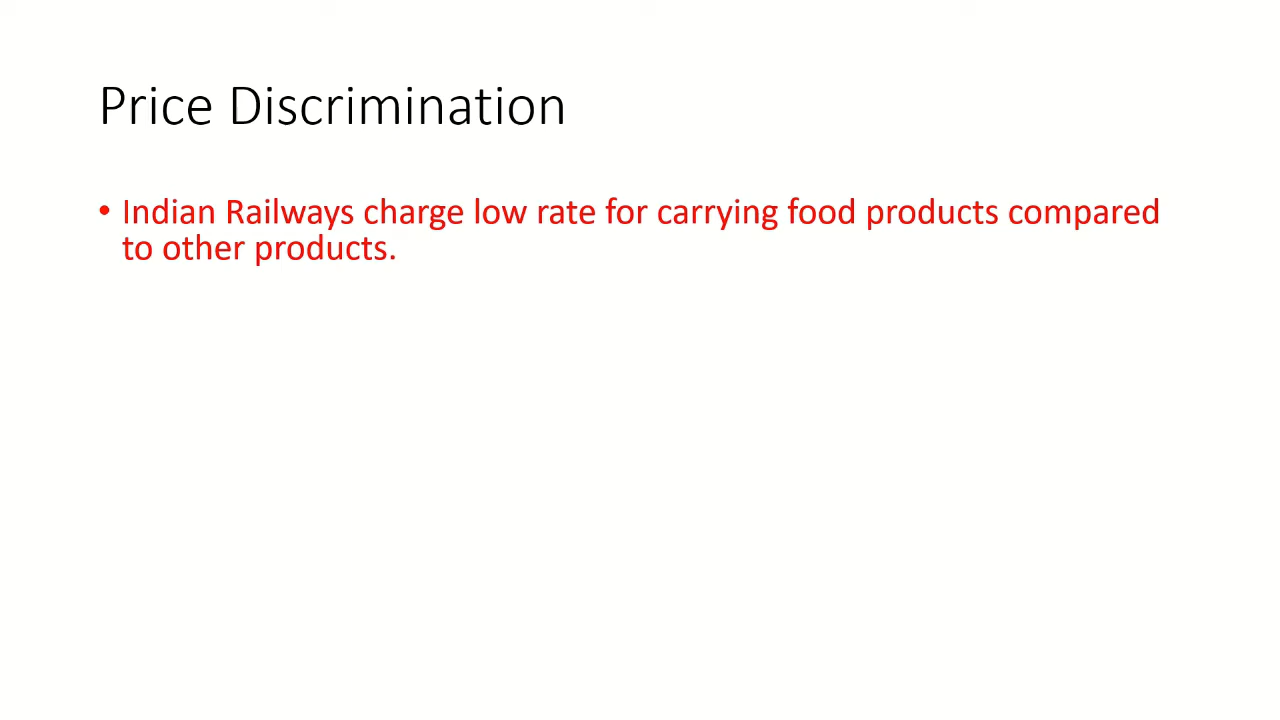 Price Discrimination
• Indian Railways charge low rate for carrying food products compared
to other products.